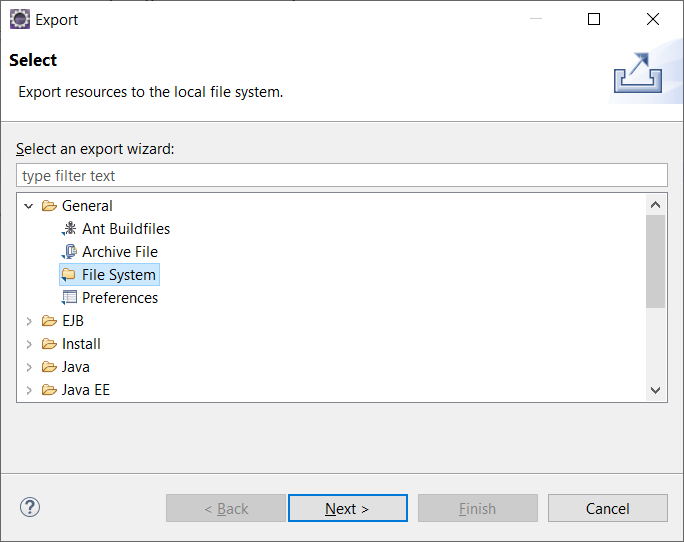 Export
Select
Export resources to the local file system.
Select an export wizard:
type filter text
General
Ant Buildfiles
Archive File
File System
Preferences
EJB
Install
Java
Java EE
? < Back Next > Finish Cancel